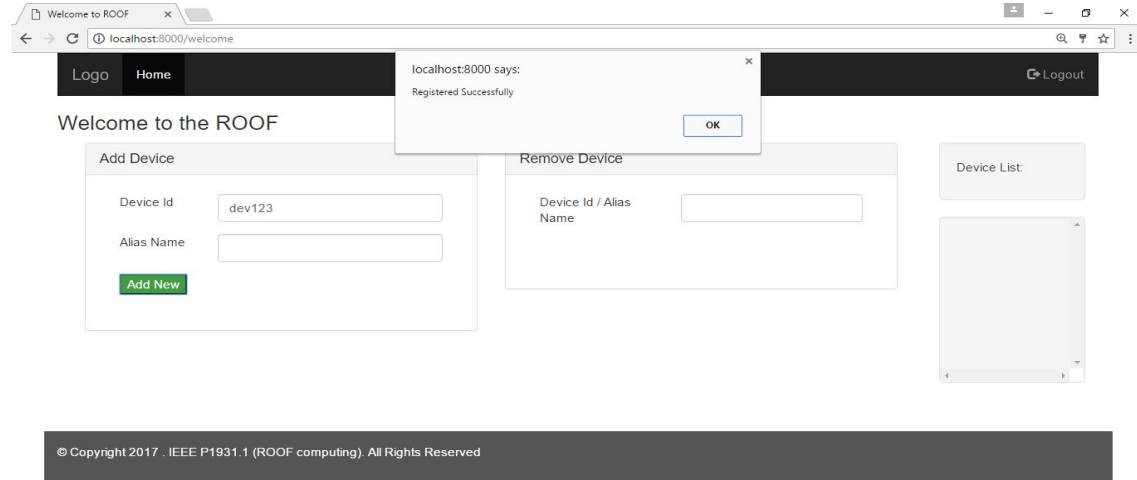 Welcome to ROOF
localhost:8000/welcome
Logo
Home
Logout
localhost:8000 says:
Registered Successfully
OK
Welcome to the ROOF
Add Device
Device Id
dev123
Alias Name
Add New
Remove Device
Device Id / Alias
Name
Device List:
© Copyright 2017 . IEEE P1931.1 (ROOF computing). All Rights Reserved